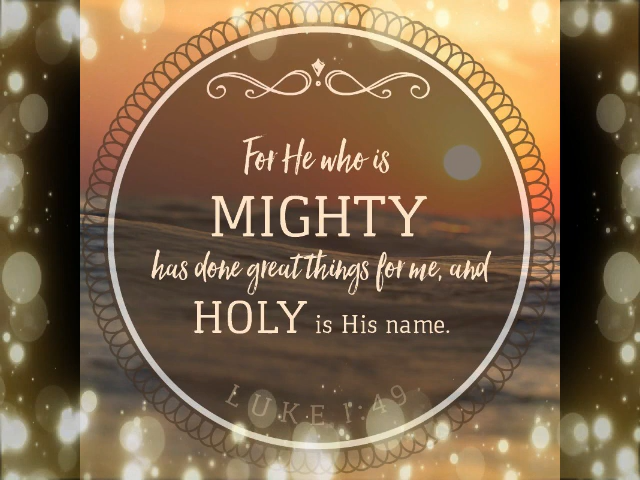 For He who is
MIGHTY
has done great things for me, and
HOLY is His name.
LUKE 1:49